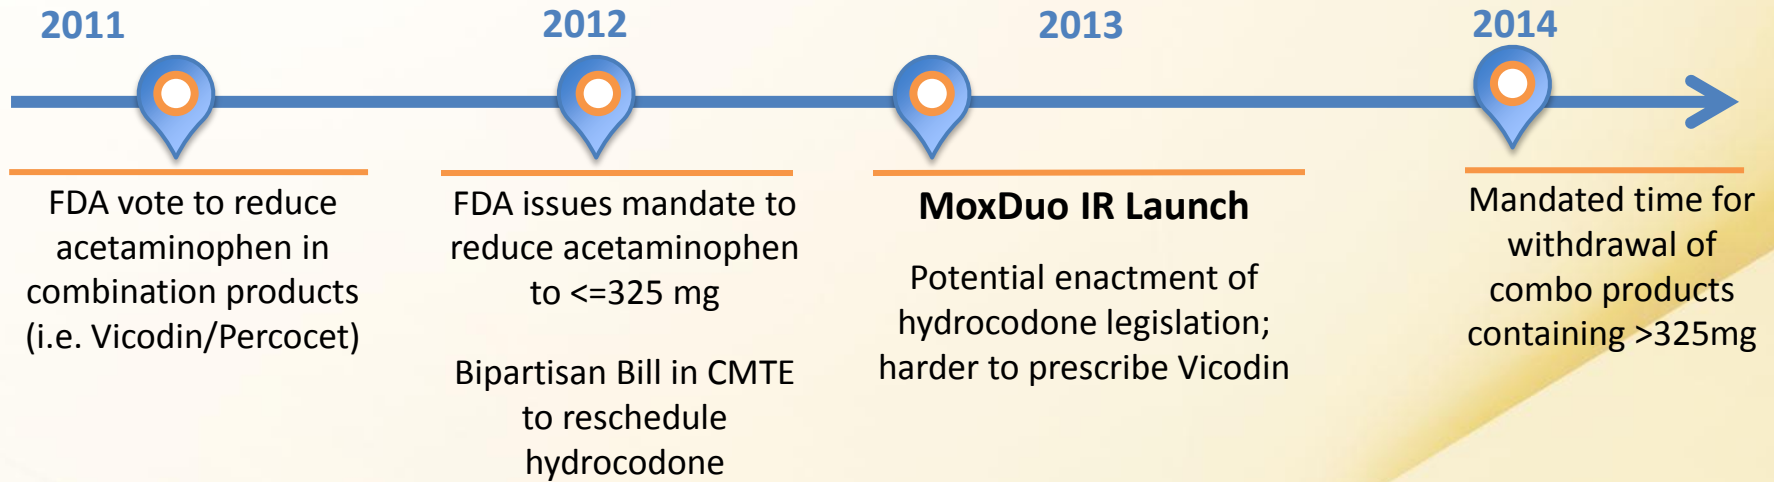 2011
FDA vote to reduce
acetaminophen in
combination products
(i.e. Vicodin/Percocet)
2012
FDA issues mandate to
reduce acetaminophen
to <=325 mg
Bipartisan Bill in CMTE
to reschedule
hydrocodone
2013
MoxDuo IR Launch
Potential enactment of
hydrocodone legislation;
harder to prescribe Vicodin
2014
Mandated time for
withdrawal of
combo products
containing >325mg